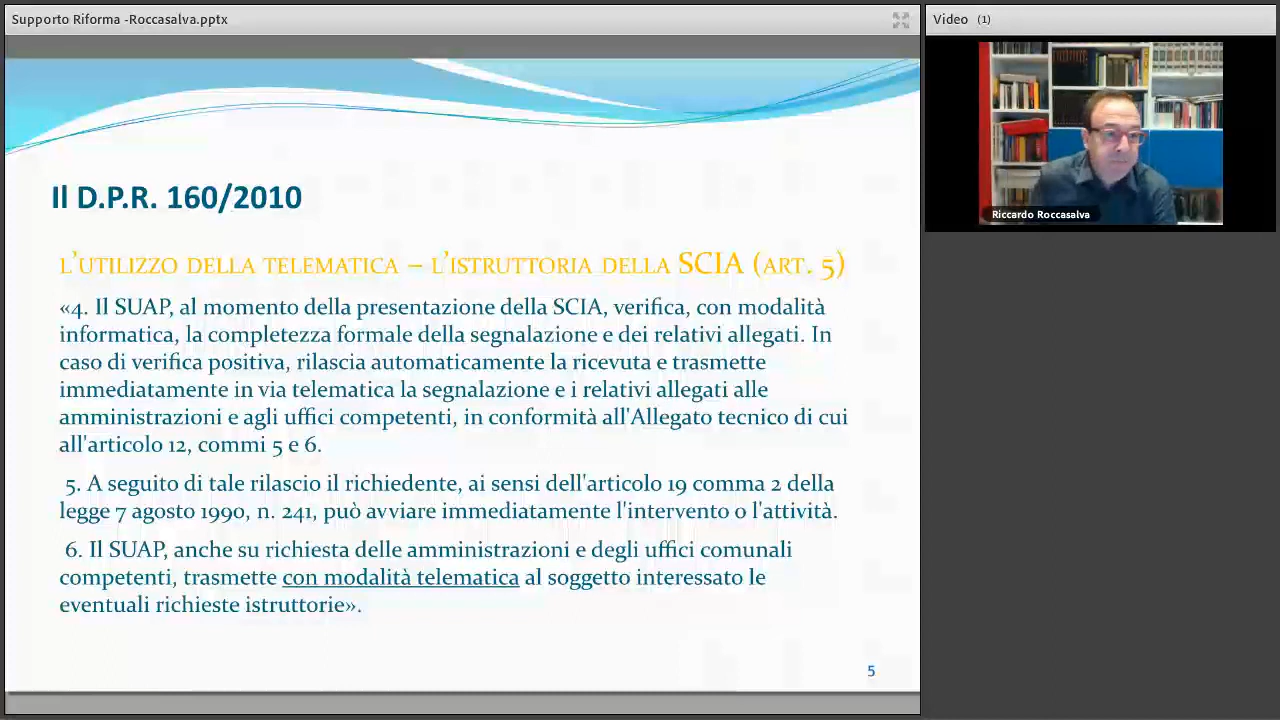 Supporto Riforma -Roccasalva.pptx
Video (1)
Riccardo Roccasalva
Il D.P.R. 160/2010
L'UTILIZZO DELLA TELEMATICA – L'ISTRUTTORIA DELLA SCIA (ART. 5)
«4. Il SUAP, al momento della presentazione della SCIA, verifica, con modalità
informatica, la completezza formale della segnalazione e dei relativi allegati. In
caso di verifica positiva, rilascia automaticamente la ricevuta e trasmette
immediatamente in via telematica la segnalazione e i relativi allegati alle
amministrazioni e agli uffici competenti, in conformità all'Allegato tecnico di cui
all'articolo 12, commi 5 e 6.
5. A seguito di tale rilascio il richiedente, ai sensi dell'articolo 19 comma 2 della
legge 7 agosto 1990, n. 241, può avviare immediatamente l'intervento o l'attività.
6. Il SUAP, anche su richiesta delle amministrazioni e degli uffici comunali
competenti, trasmette con modalità telematica al soggetto interessato le
eventuali richieste istruttorie».
5